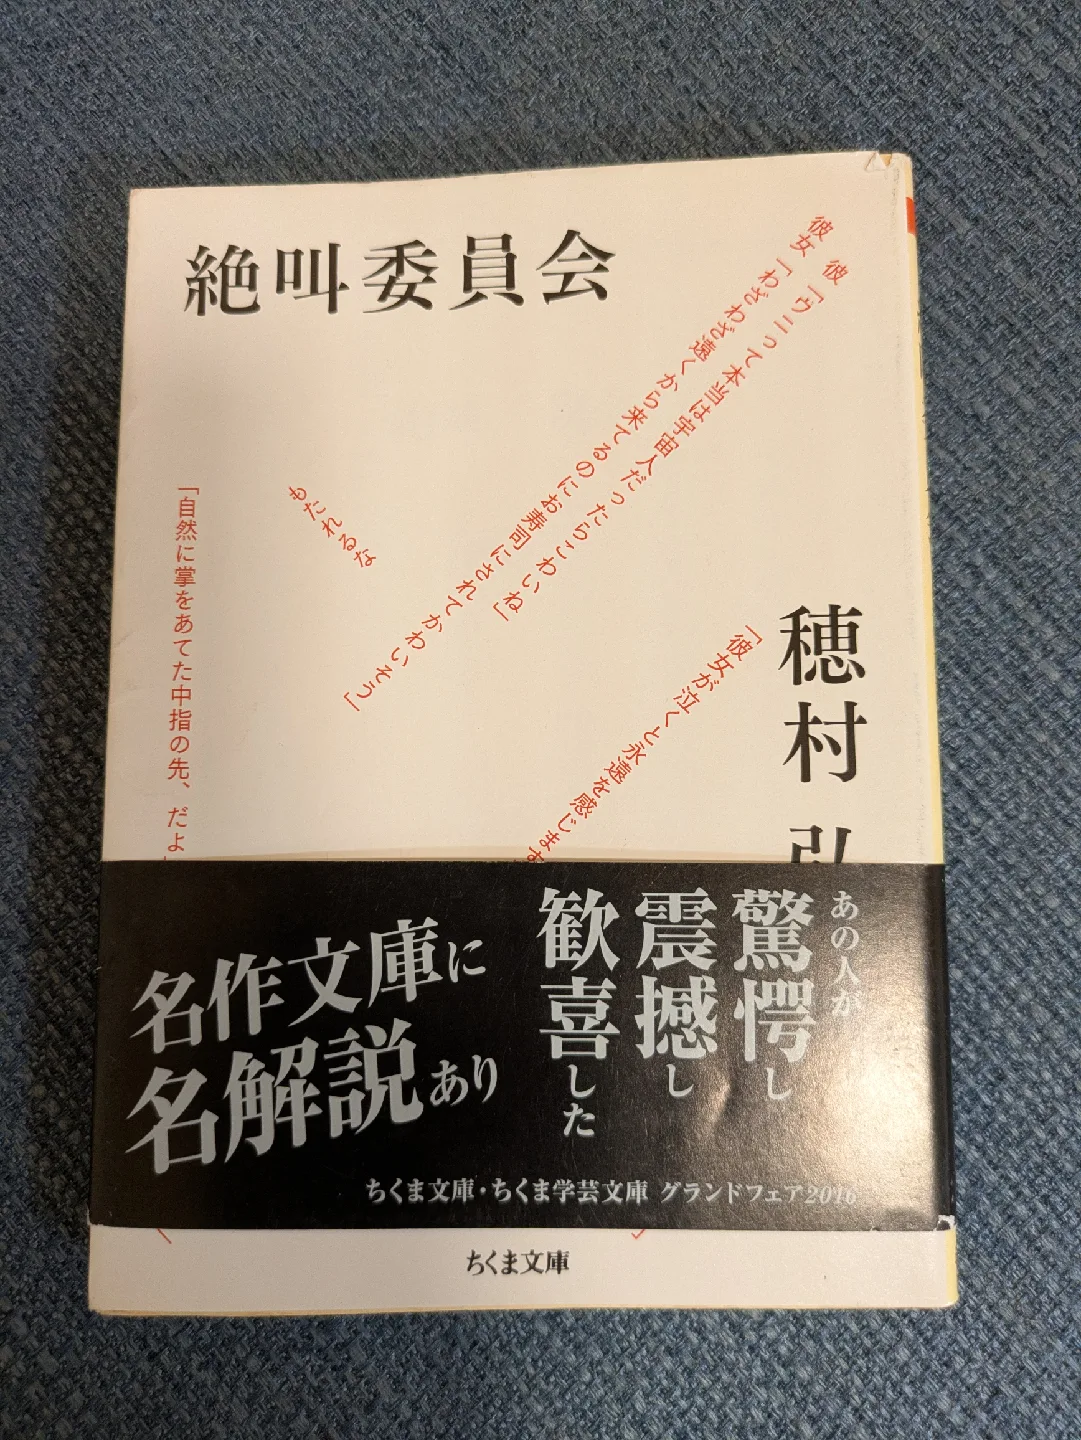 絶叫委員会
彼「ウニって本当は宇宙人だったらこわいね」
彼女「わざわざ遠くから来てるのにお寿司にされてかわいそう」
もたれるな
「自然に掌をあてた中指の先、だよ
「彼女が泣くと永遠を感じます
穂村 弘
あの人が
驚愕し
震撼し
歓喜した
名作文庫に
名解説あり
ちくま文庫・ちくま学芸文庫 グランドフェア2016
ちくま文庫